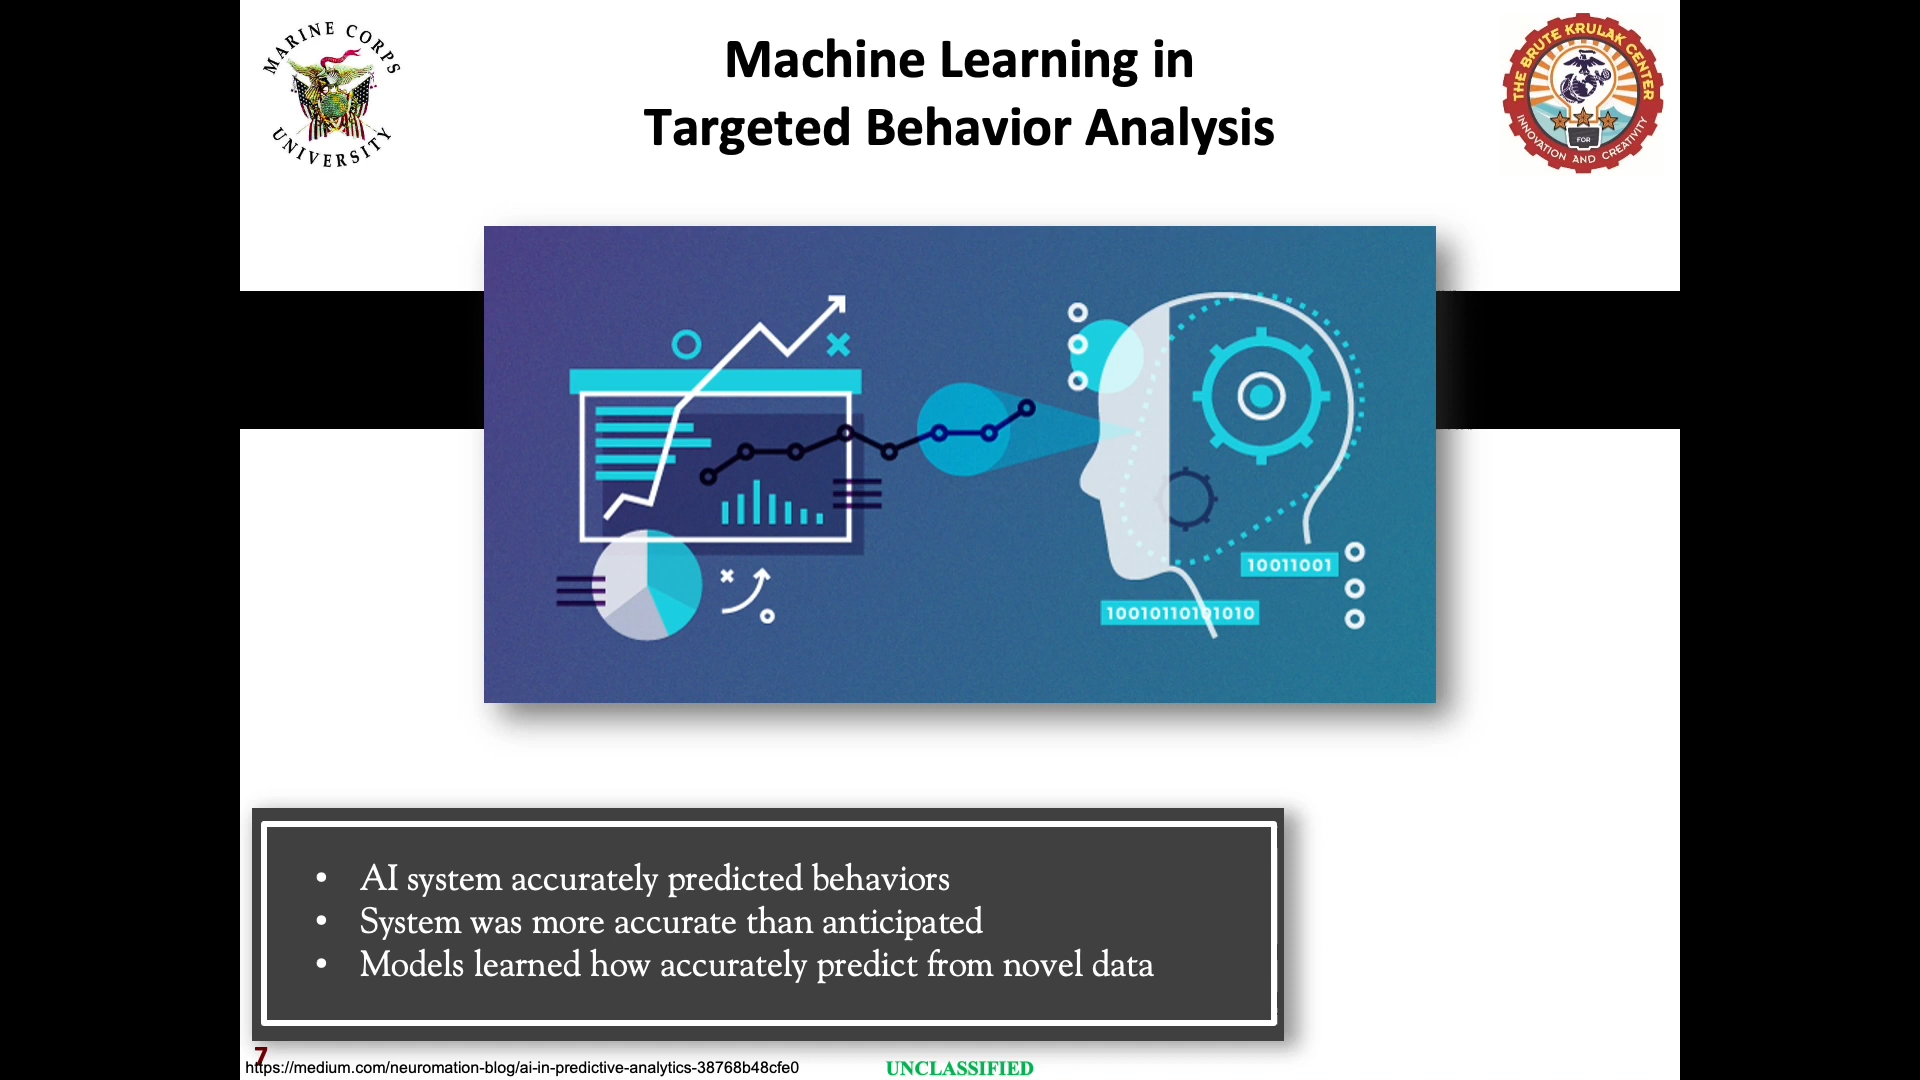 MARINE CORPS
UNIVERSITY
Machine Learning in
Targeted Behavior Analysis
THE BRUTE KRULAK CENTER
FOR
INNOVATION AND CREATIVITY
10011001
10010110101010
• AI system accurately predicted behaviors
• System was more accurate than anticipated
• Models learned how accurately predict from novel data
7
https://medium.com/neuromation-blog/ai-in-predictive-analytics-38768b48cfe0
UNCLASSIFIED